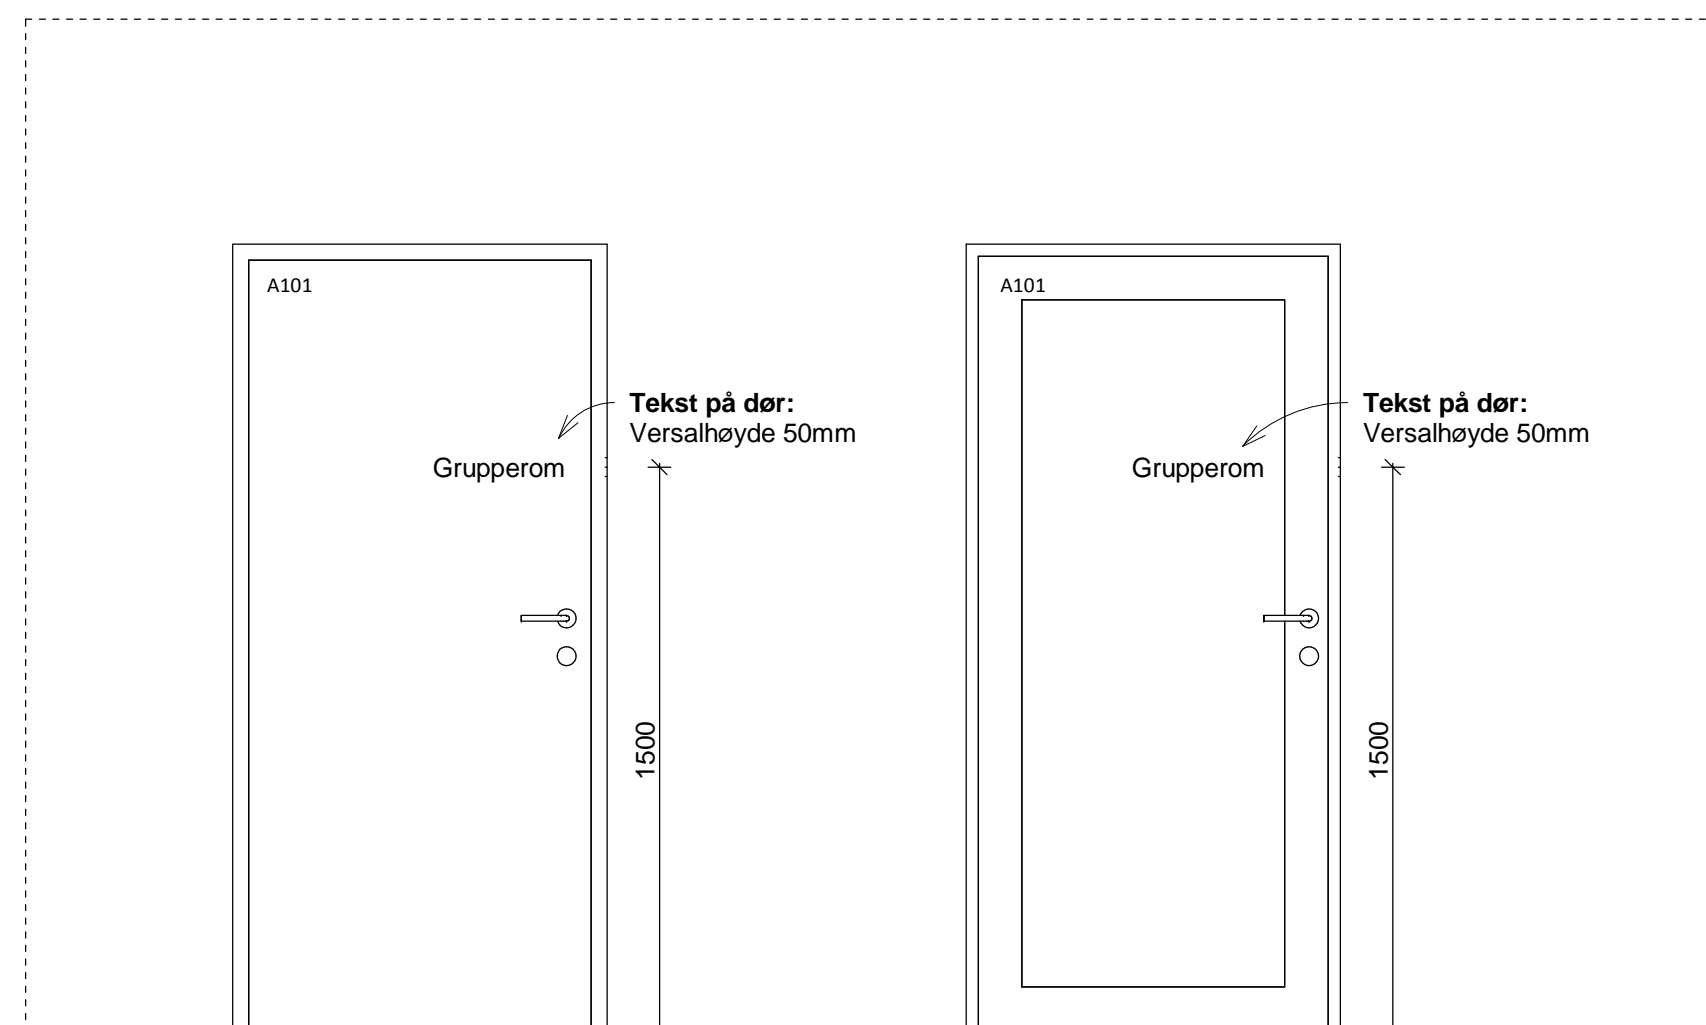 A101
Tekst på dør:
Versalhøyde 50mm
Grupperom
1500
A101
Tekst på dør:
Versalhøyde 50mm
Grupperom
1500